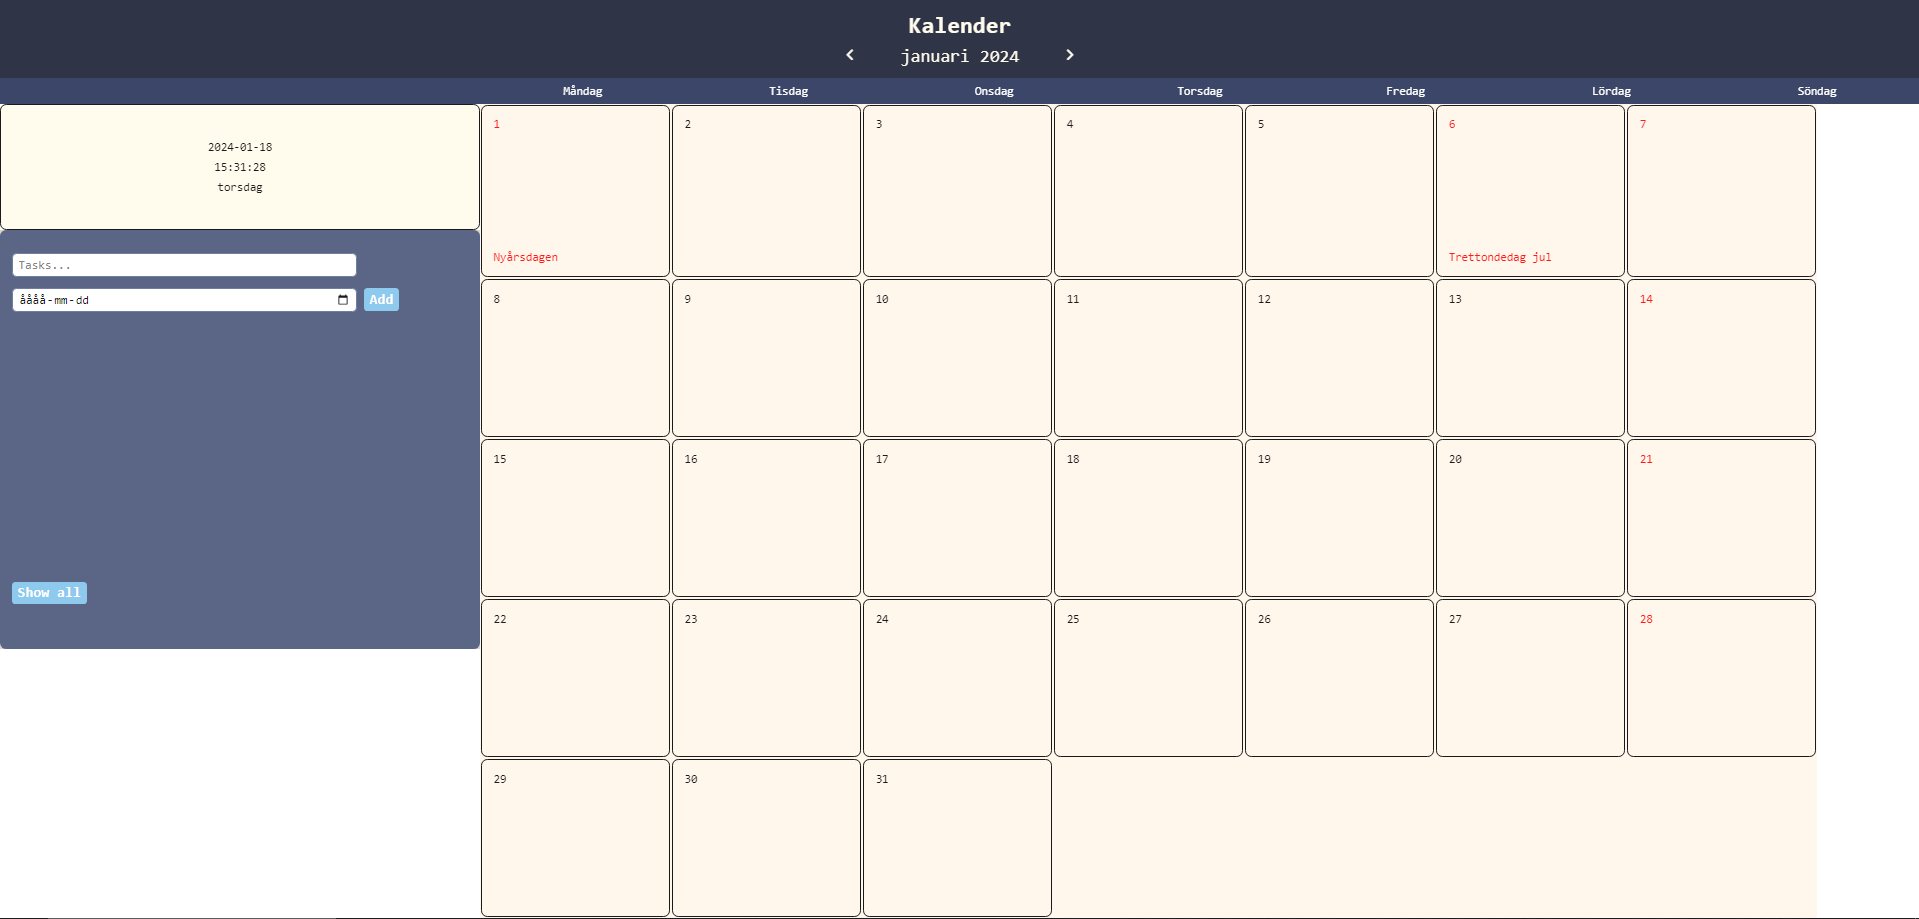 Kalender
januari 2024
Måndag Tisdag Onsdag Torsdag Fredag Lördag Söndag
2024-01-18
15:31:28
torsdag
Tasks...
åååå-mm-dd Add
Show all
1 2 3 4 5 6 7
Nyårsdagen Trettondedag jul
8 9 10 11 12 13 14
15 16 17 18 19 20 21
22 23 24 25 26 27 28
29 30 31